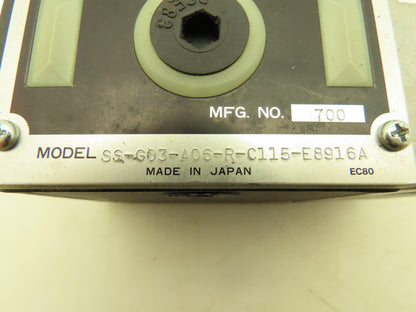 MFG. NO. 700
MODEL SS-G03-A06-R-C115-E8916A
MADE IN JAPAN
EC80